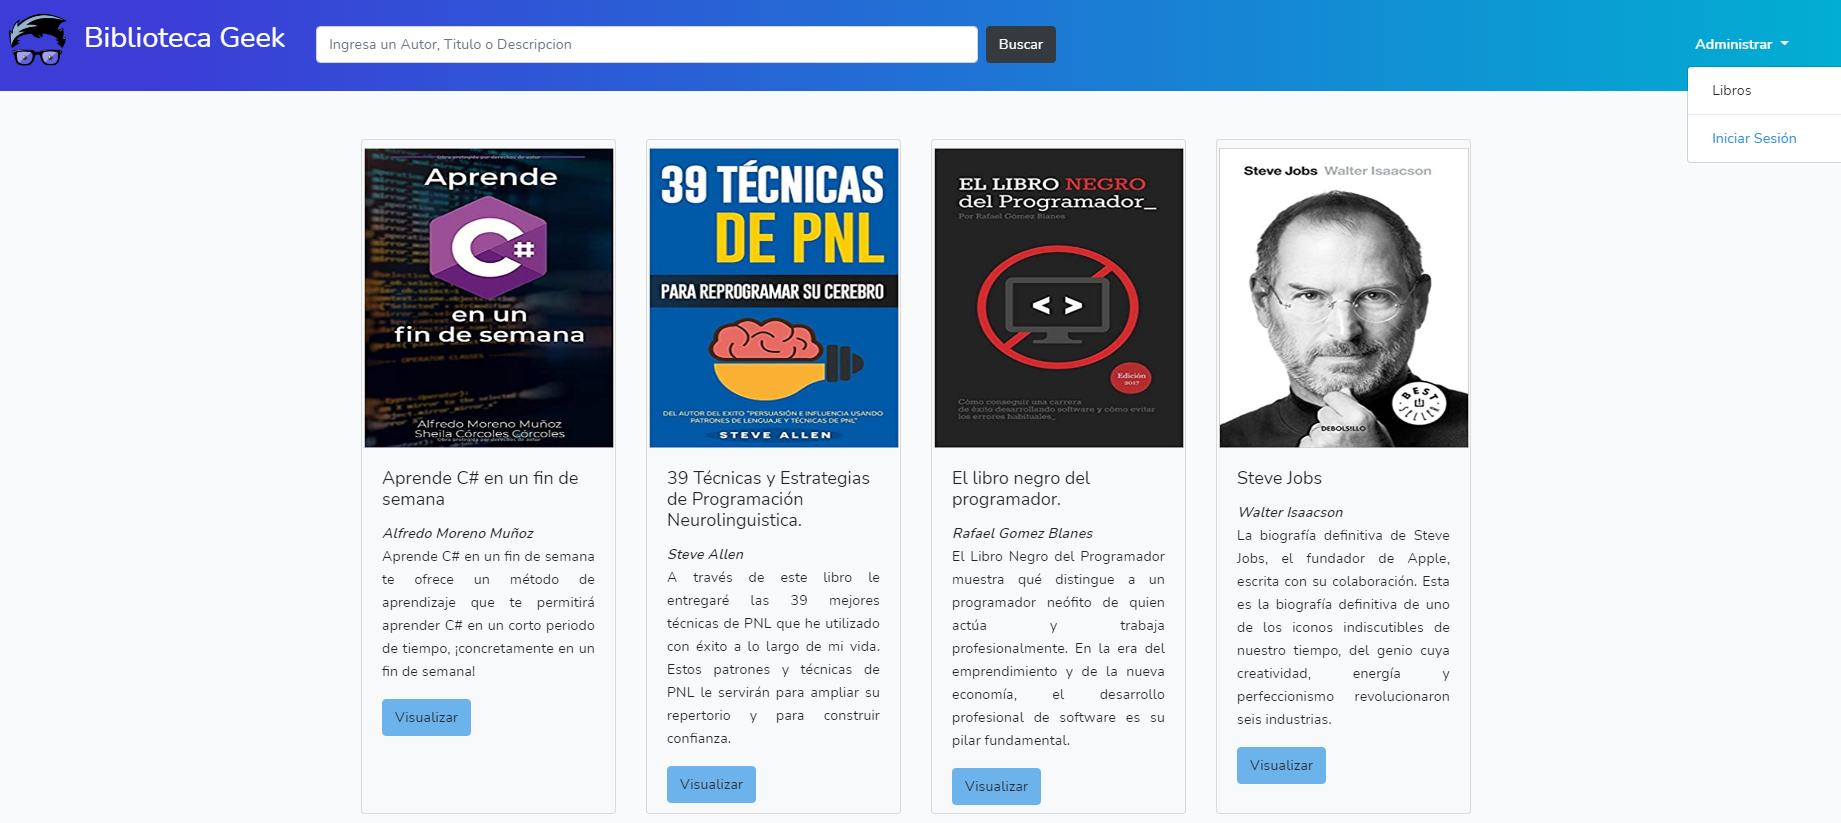 Biblioteca Geek
Ingresa un Autor, Titulo o Descripcion
Buscar
Administrar
Libros
Iniciar Sesión
Obra protegida por derechos de autor
Aprende
C#
en un
fin de semana
Alfredo Moreno Muñoz
Sheila Córcoles Córcoles
Obra protegida por derechos de autor
Aprende C# en un fin de
semana
Alfredo Moreno Muñoz
Aprende C# en un fin de semana
te ofrece un método de
aprendizaje que te permitirá
aprender C# en un corto periodo
de tiempo, ¡concretamente en un
fin de semana!
Visualizar
39 TÉCNICAS
DE PNL
PARA REPROGRAMAR SU CEREBRO
DEL AUTOR DEL EXITO "PERSUASIÓN E INFLUENCIA USANDO
PATRONES DE LENGUAJE Y TÉCNICAS DE PNL"
STEVE ALLEN
39 Técnicas y Estrategias
de Programación
Neurolinguistica.
Steve Allen
A través de este libro le
entregaré las 39 mejores
técnicas de PNL que he utilizado
con éxito a lo largo de mi vida.
Estos patrones y técnicas de
PNL le servirán para ampliar su
repertorio y para construir
confianza.
Visualizar
EL LIBRO NEGRO
del Programador_
Por Rafael Gómez Blanes
< >
Edición
2017
Cómo conseguir una carrera
de éxito desarrollando software y cómo evitar
los errores habituales_
El libro negro del
programador.
Rafael Gomez Blanes
El Libro Negro del Programador
muestra qué distingue a un
programador neófito de quien
actúa y trabaja
profesionalmente. En la era del
emprendimiento y de la nueva
economía, el desarrollo
profesional de software es su
pilar fundamental.
Visualizar
Steve Jobs Walter Isaacson
BEST
SELLER
DEBOLS!LLO
Steve Jobs
Walter Isaacson
La biografía definitiva de Steve
Jobs, el fundador de Apple,
escrita con su colaboración. Esta
es la biografía definitiva de uno
de los iconos indiscutibles de
nuestro tiempo, del genio cuya
creatividad, energía y
perfeccionismo revolucionaron
seis industrias.
Visualizar